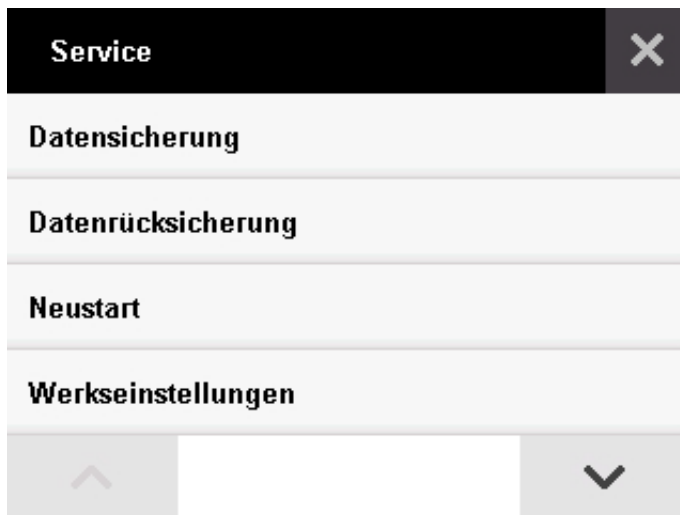 Service
Datensicherung
Datenrücksicherung
Neustart
Werkseinstellungen